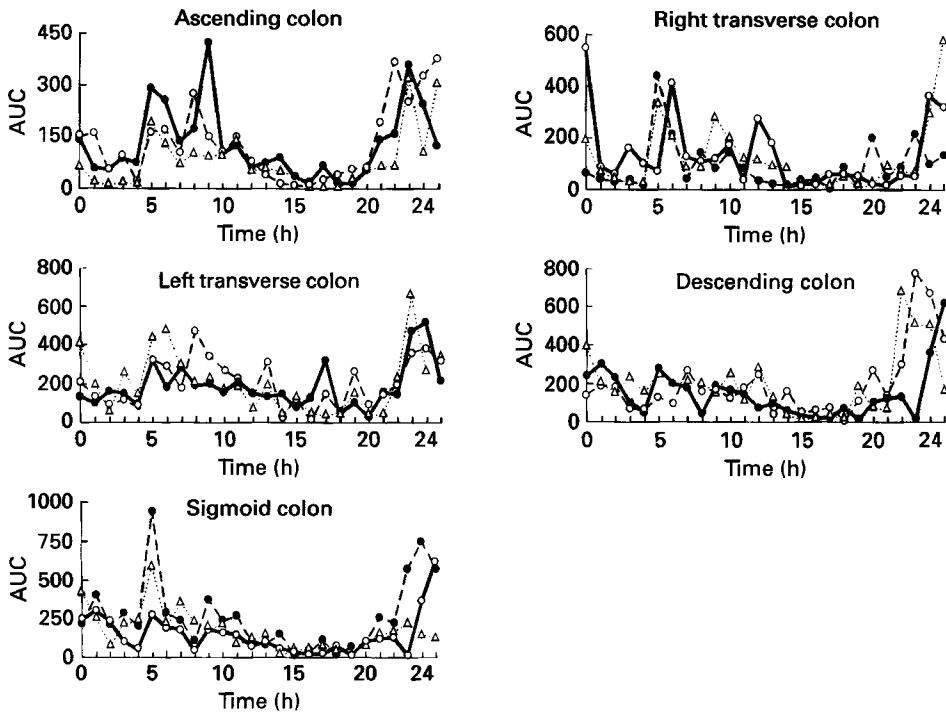 Ascending colon
450
300
150
0
AUC
0 5 10 15 20 24
Time (h)
Right transverse colon
600
400
200
0
AUC
0 5 10 15 20 24
Time (h)
Left transverse colon
800
600
400
200
0
AUC
0 5 10 15 20 24
Time (h)
Descending colon
800
600
400
200
0
AUC
0 5 10 15 20 24
Time (h)
Sigmoid colon
1000
750
500
250
0
AUC
0 5 10 15 20 24
Time (h)